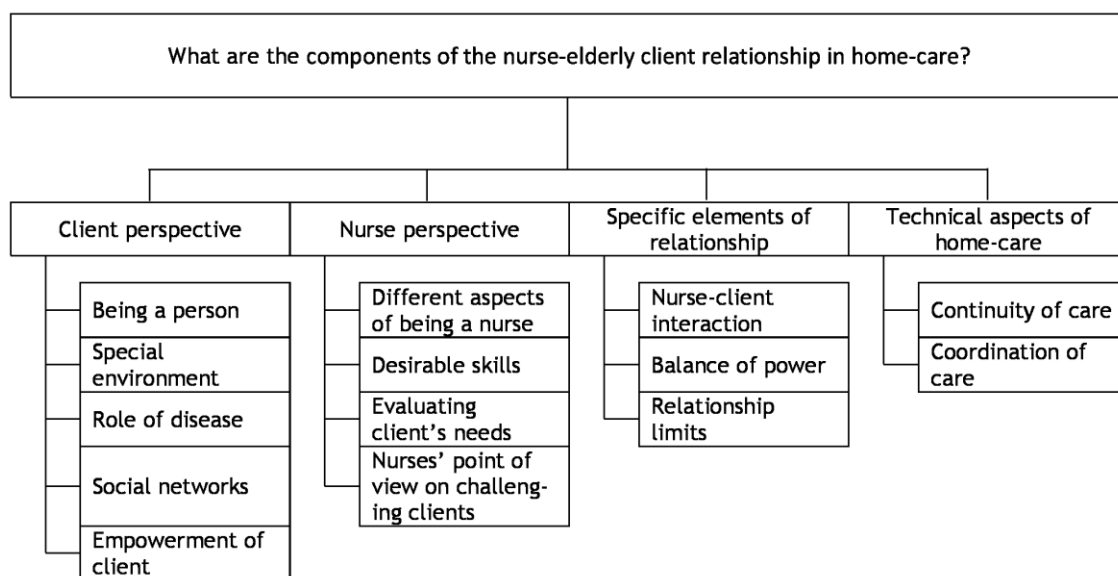 What are the components of the nurse-elderly client relationship in home-care?
Client perspective
Being a person
Special
environment
Role of disease
Social networks
Empowerment of
client
Nurse perspective
Different aspects
of being a nurse
Desirable skills
Evaluating
client's needs
Nurses' point of
view on challeng-
ing clients
Specific elements of
relationship
Nurse-client
interaction
Balance of power
Relationship
limits
Technical aspects of
home-care
Continuity of care
Coordination of
care